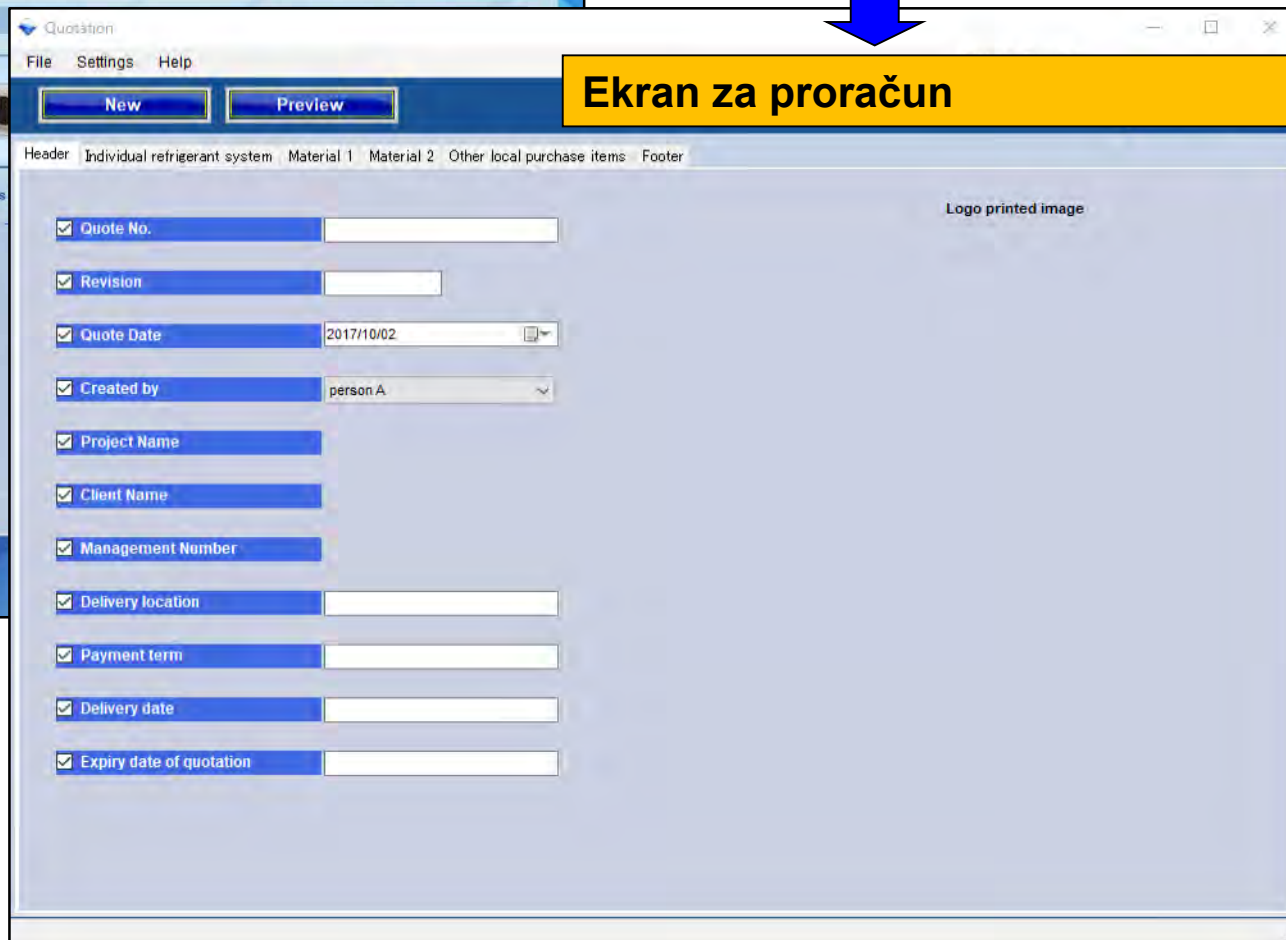 Quotation
File Settings Help
Ekran za proračun
New Preview
Header Individual refrigerant system Material 1 Material 2 Other local purchase items Footer
s
Logo printed image
Quote No.
Revision
Quote Date 2017/10/02
Created by person A
Project Name
Client Name
Management Number
Delivery location
Payment term
Delivery date
Expiry date of quotation